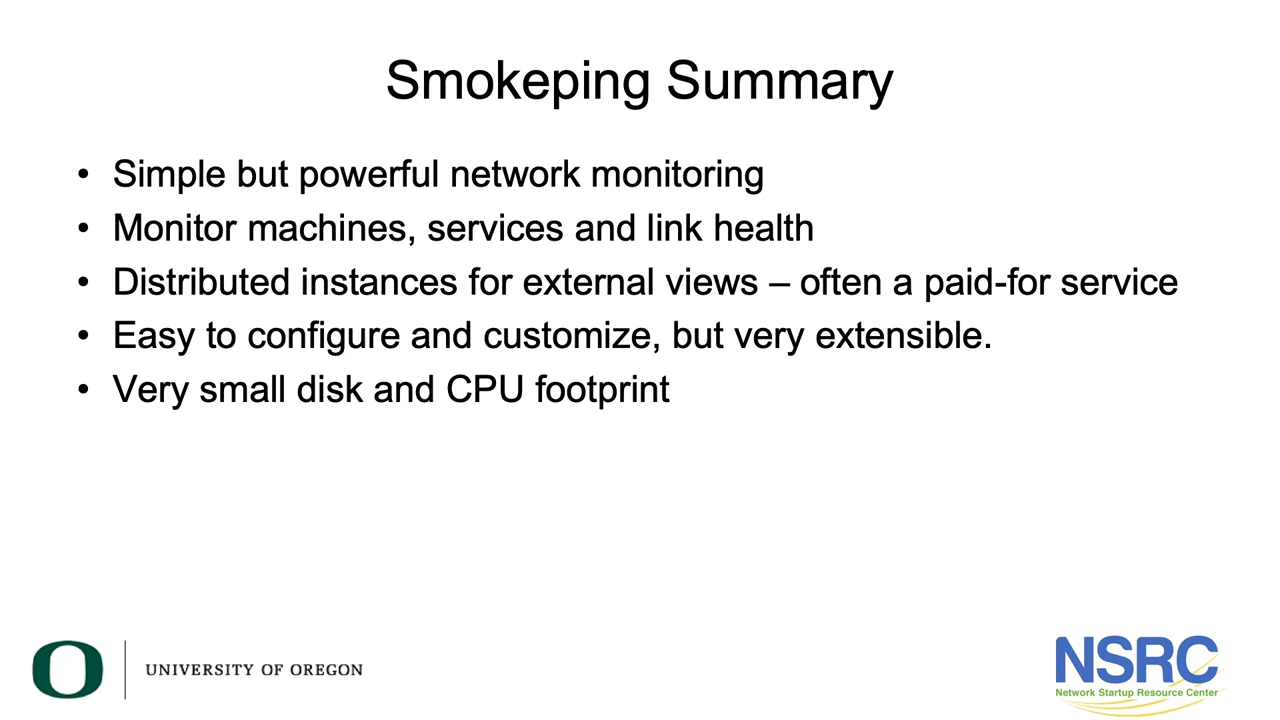 Smokeping Summary
• Simple but powerful network monitoring
• Monitor machines, services and link health
• Distributed instances for external views – often a paid-for service
• Easy to configure and customize, but very extensible.
• Very small disk and CPU footprint
O
UNIVERSITY OF OREGON
NSRC
Network Startup Resource Center